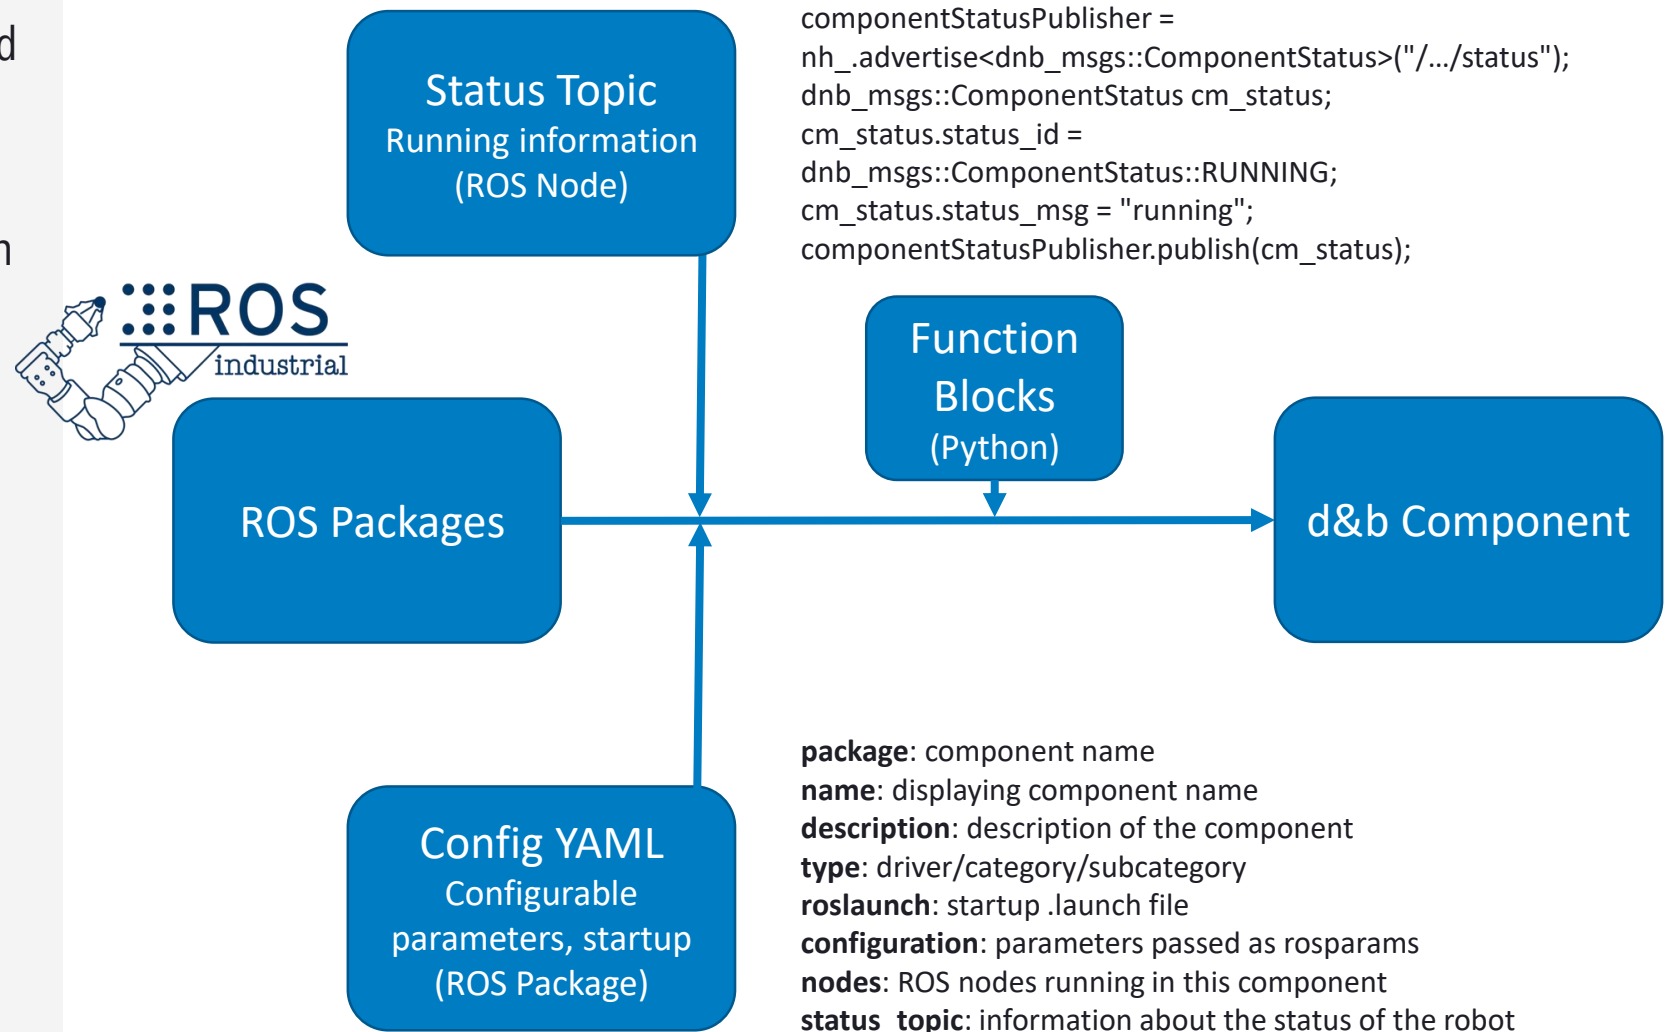 d
n
Status Topic
Running information
(ROS Node)
componentStatusPublisher =
nh_.advertise<dnb_msgs::ComponentStatus>("/.../status");
dnb_msgs::ComponentStatus cm_status;
cm_status.status_id =
dnb_msgs::ComponentStatus::RUNNING;
cm_status.status_msg = "running";
componentStatusPublisher.publish(cm_status);
ROS
industrial
Function
Blocks
(Python)
ROS Packages
d&b Component
Config YAML
Configurable
parameters, startup
(ROS Package)
package: component name
name: displaying component name
description: description of the component
type: driver/category/subcategory
roslaunch: startup .launch file
configuration: parameters passed as rosparams
nodes: ROS nodes running in this component
status_topic: information about the status of the robot